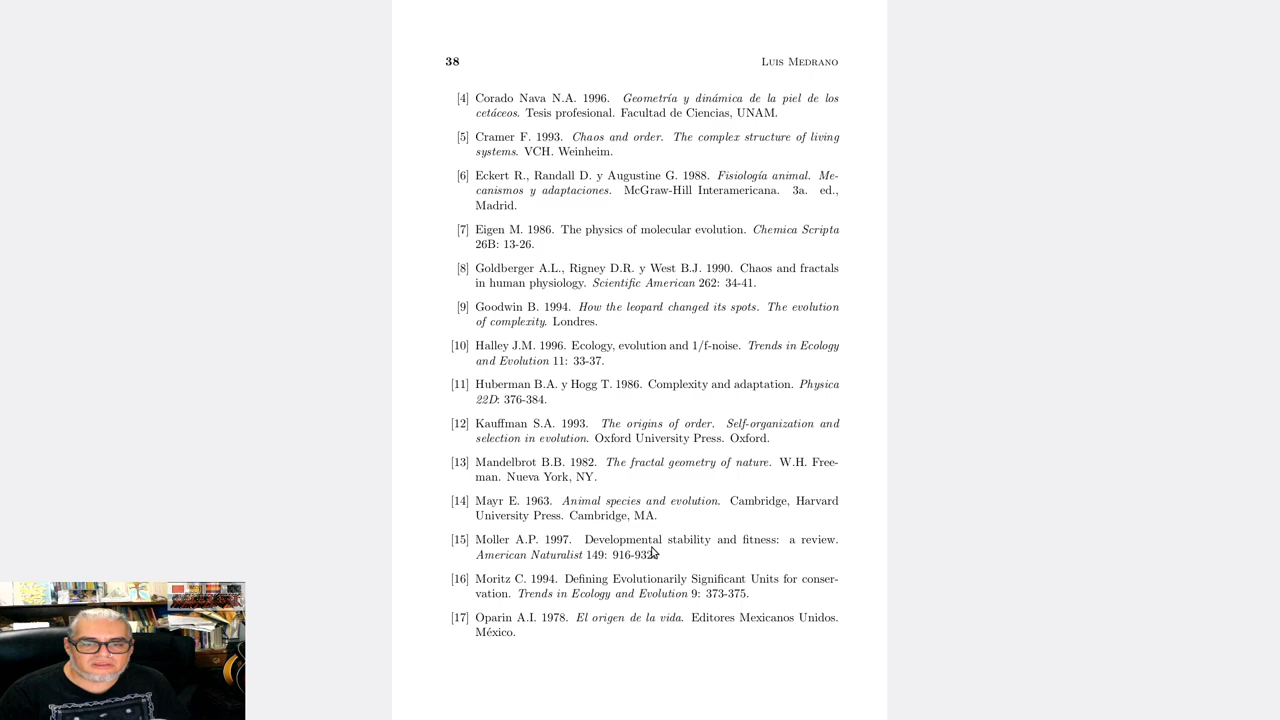 38 Luis Medrano
[4] Corado Nava N.A. 1996. Geometría y dinámica de la piel de los
cetáceos. Tesis profesional. Facultad de Ciencias, UNAM.
[5] Cramer F. 1993. Chaos and order. The complex structure of living
systems. VCH. Weinheim.
[6] Eckert R., Randall D. y Augustine G. 1988. Fisiología animal. Me-
canismos y adaptaciones. McGraw-Hill Interamericana. 3a. ed.,
Madrid.
[7] Eigen M. 1986. The physics of molecular evolution. Chemica Scripta
26B: 13-26.
[8] Goldberger A.L., Rigney D.R. y West B.J. 1990. Chaos and fractals
in human physiology. Scientific American 262: 34-41.
[9] Goodwin B. 1994. How the leopard changed its spots. The evolution
of complexity. Londres.
[10] Halley J.M. 1996. Ecology, evolution and 1/f-noise. Trends in Ecology
and Evolution 11: 33-37.
[11] Huberman B.A. y Hogg T. 1986. Complexity and adaptation. Physica
22D: 376-384.
[12] Kauffman S.A. 1993. The origins of order. Self-organization and
selection in evolution. Oxford University Press. Oxford.
[13] Mandelbrot B.B. 1982. The fractal geometry of nature. W.H. Free-
man. Nueva York, NY.
[14] Mayr E. 1963. Animal species and evolution. Cambridge, Harvard
University Press. Cambridge, MA.
[15] Moller A.P. 1997. Developmental stability and fitness: a review.
American Naturalist 149: 916-932.
[16] Moritz C. 1994. Defining Evolutionarily Significant Units for conser-
vation. Trends in Ecology and Evolution 9: 373-375.
[17] Oparin A.I. 1978. El origen de la vida. Editores Mexicanos Unidos.
México.